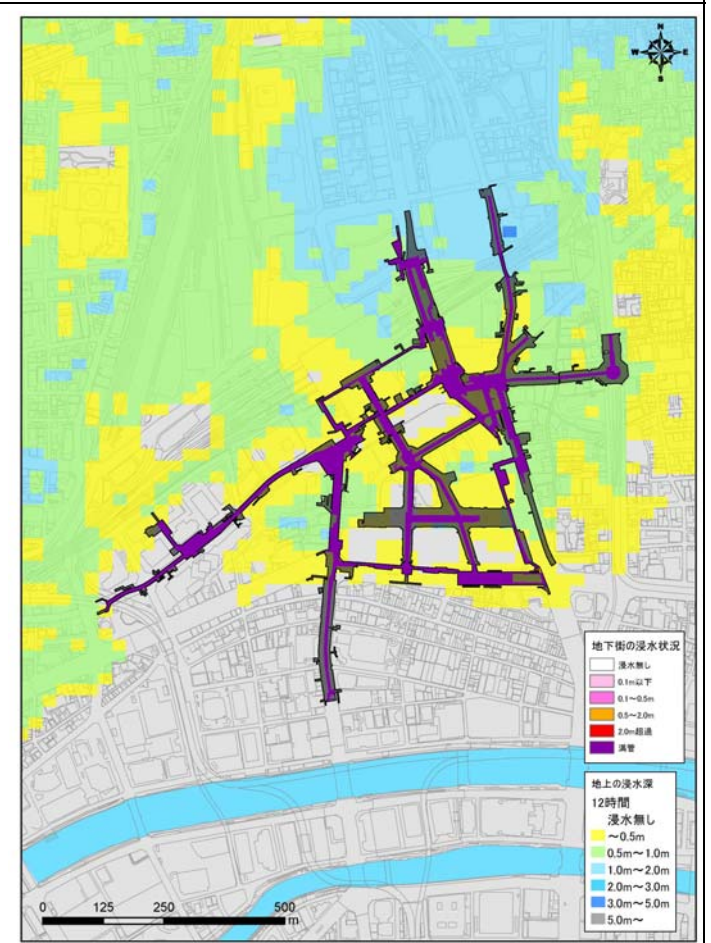 N
W E
S
地下街の浸水状況
浸水無し
0.1m以下
0.1～0.5m
0.5～2.0m
2.0m超過
満管
地上の浸水深
12時間
浸水無し
～0.5m
0.5m～1.0m
1.0m～2.0m
2.0m～3.0m
3.0m～5.0m
5.0m～
0 125 250 500
m